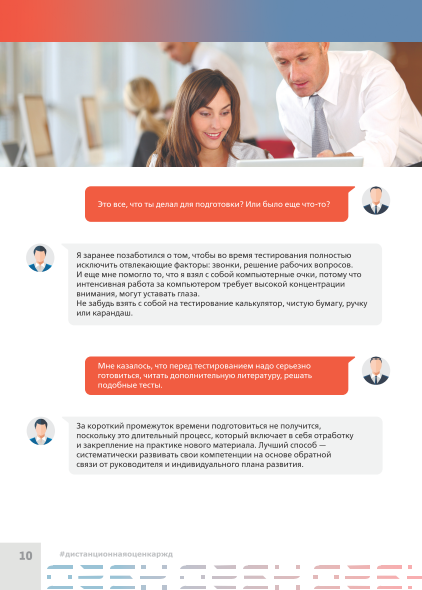 Это все, что ты делал для подготовки? Или было еще что-то?
Я заранее позаботился о том, чтобы во время тестирования полностью
исключить отвлекающие факторы: звонки, решение рабочих вопросов.
И еще мне помогло то, что я взял с собой компьютерные очки, потому что
интенсивная работа за компьютером требует высокой концентрации
внимания, могут уставать глаза.
Не забудь взять с собой на тестирование калькулятор, чистую бумагу, ручку
или карандаш.
Мне казалось, что перед тестированием надо серьезно
готовиться, читать дополнительную литературу, решать
подобные тесты.
За короткий промежуток времени подготовиться не получится,
поскольку это длительный процесс, который включает в себя отработку
и закрепление на практике нового материала. Лучший способ —
систематически развивать свои компетенции на основе обратной
связи от руководителя и индивидуального плана развития.
10
#дистанционнаяоценкаржд